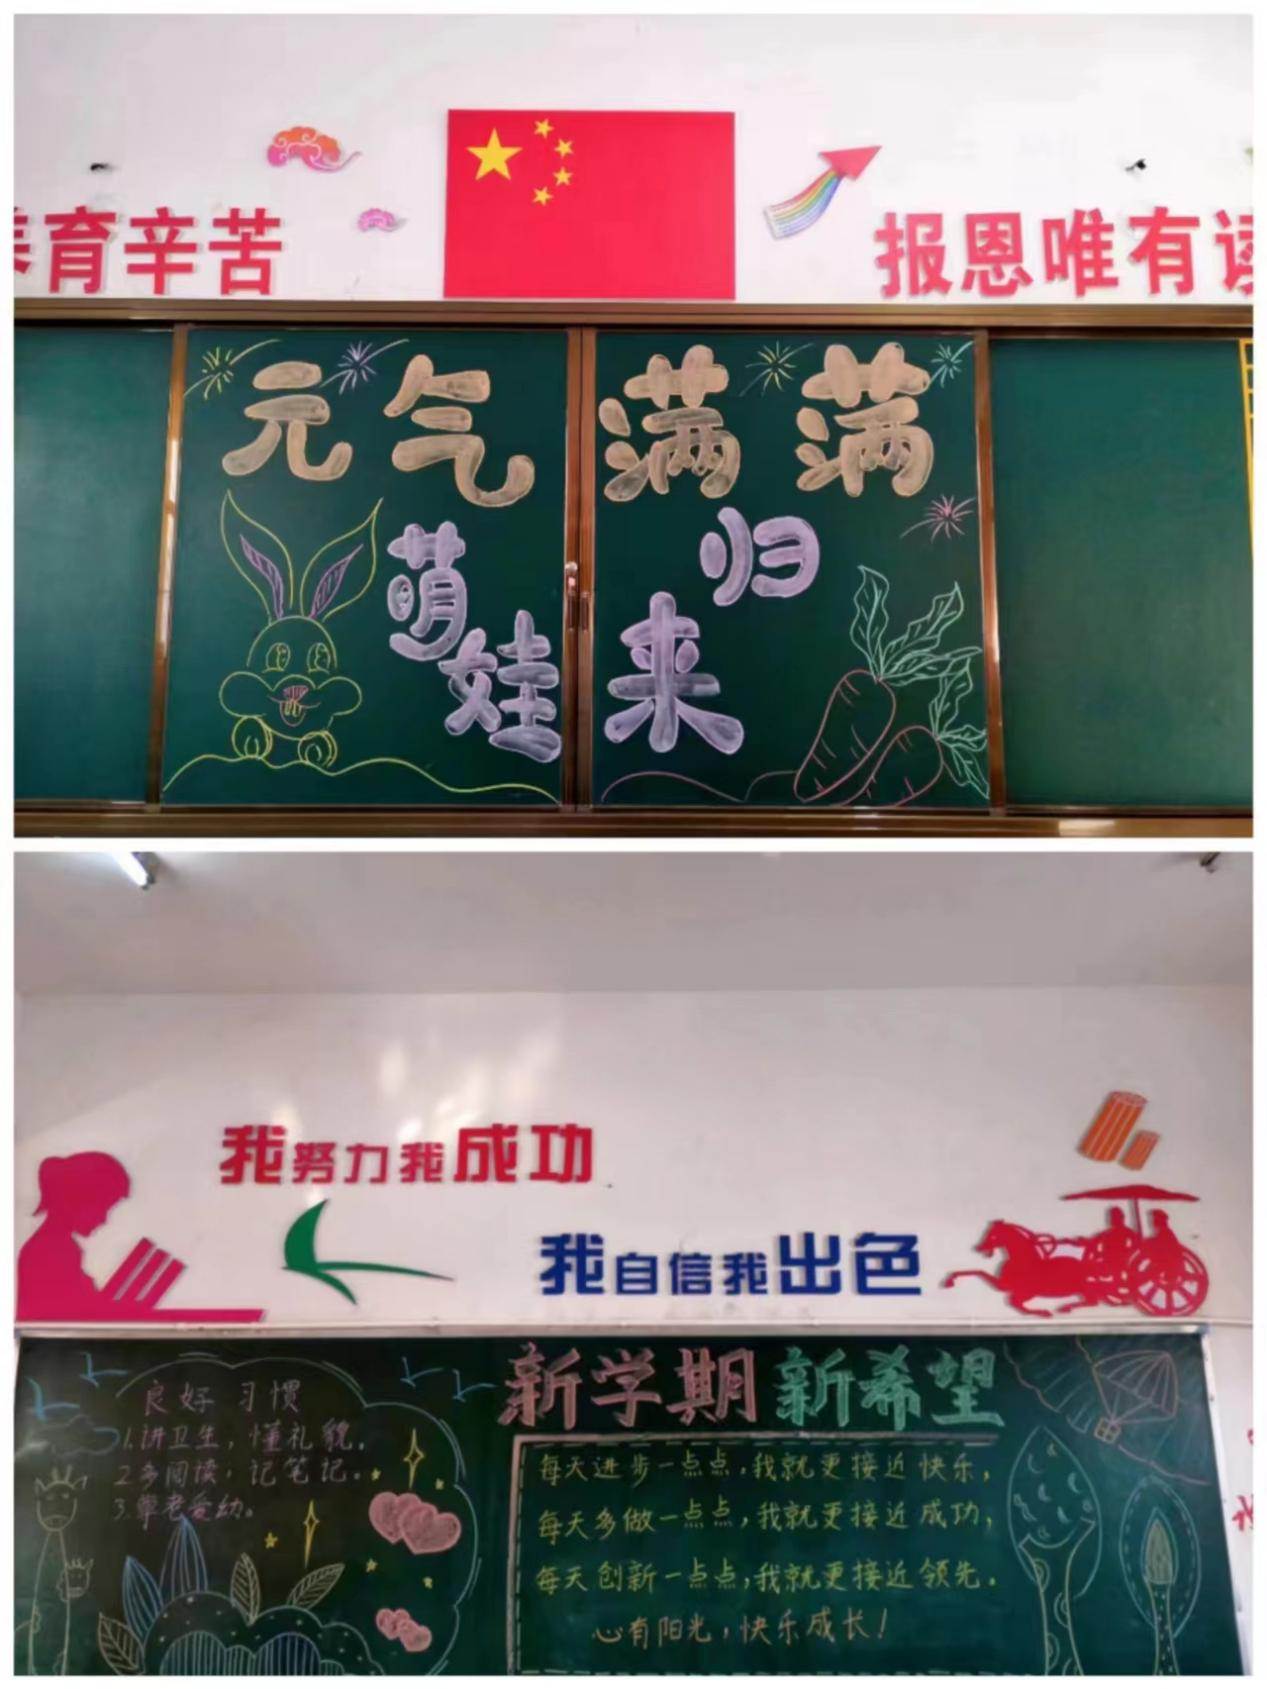 育辛苦
报恩唯有
元气满满
萌娃归来
我努力我成功
我自信我出色
新学期新希望
良好习惯
1.讲卫生，懂礼貌。
2.多阅读，记笔记。
3.尊老爱幼。
每天进步一点点，我就更接近快乐，
每天多做一点点，我就更接近成功，
每天创新一点点，我就更接近领先。
心有阳光，快乐成长！